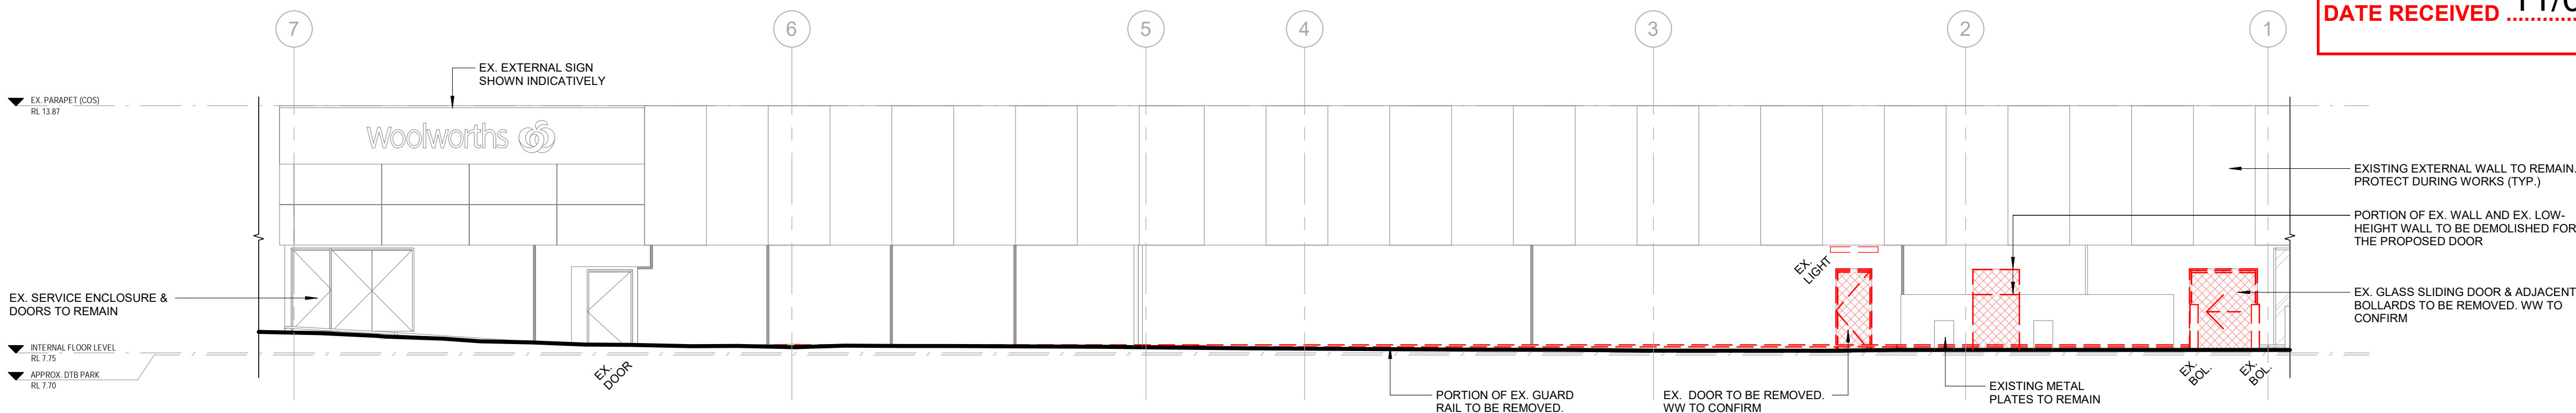 DATE RECEIVED
7
6
5
4
3
2
1
EX. EXTERNAL SIGN
SHOWN INDICATIVELY
EX. PARAPET (COS)
RL 13.87
Woolworths
EXISTING EXTERNAL WALL TO REMAIN.
PROTECT DURING WORKS (TYP.)
PORTION OF EX. WALL AND EX. LOW-
HEIGHT WALL TO BE DEMOLISHED FOR
THE PROPOSED DOOR
EX.
LIGHT
EX. SERVICE ENCLOSURE &
DOORS TO REMAIN
EX. GLASS SLIDING DOOR & ADJACENT
BOLLARDS TO BE REMOVED. WW TO
CONFIRM
INTERNAL FLOOR LEVEL
RL 7.75
APPROX. DTB PARK
RL 7.70
EX.
DOOR
PORTION OF EX. GUARD
RAIL TO BE REMOVED.
EX. DOOR TO BE REMOVED.
WW TO CONFIRM
EXISTING METAL
PLATES TO REMAIN
EX.
BOL.
EX.
BOL.